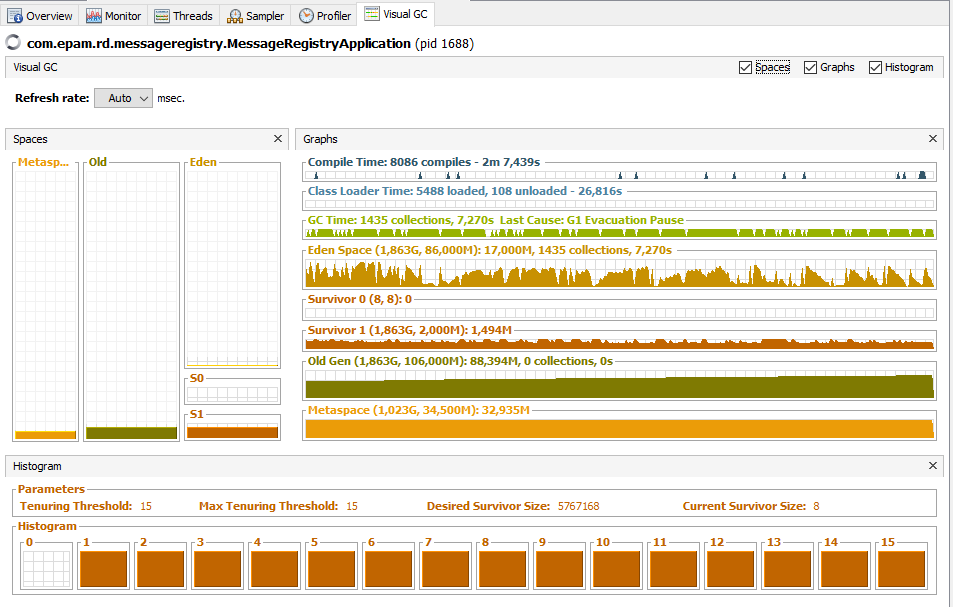 Overview Monitor Threads Sampler Profiler Visual GC
com.epam.rd.messageregistry.MessageRegistryApplication (pid 1688)
Visual GC Spaces Graphs Histogram
Refresh rate: Auto msec.
Spaces
Metasp... Old Eden
S0
S1
Graphs
Compile Time: 8086 compiles - 2m 7,439s
Class Loader Time: 5488 loaded, 108 unloaded - 26,816s
GC Time: 1435 collections, 7,270s Last Cause: G1 Evacuation Pause
Eden Space (1,863G, 86,000M): 17,000M, 1435 collections, 7,270s
Survivor 0 (8, 8): 0
Survivor 1 (1,863G, 2,000M): 1,494M
Old Gen (1,863G, 106,000M): 88,394M, 0 collections, 0s
Metaspace (1,023G, 34,500M): 32,935M
Histogram
Parameters
Tenuring Threshold: 15 Max Tenuring Threshold: 15 Desired Survivor Size: 5767168 Current Survivor Size: 8
Histogram
0 1 2 3 4 5 6 7 8 9 10 11 12 13 14 15